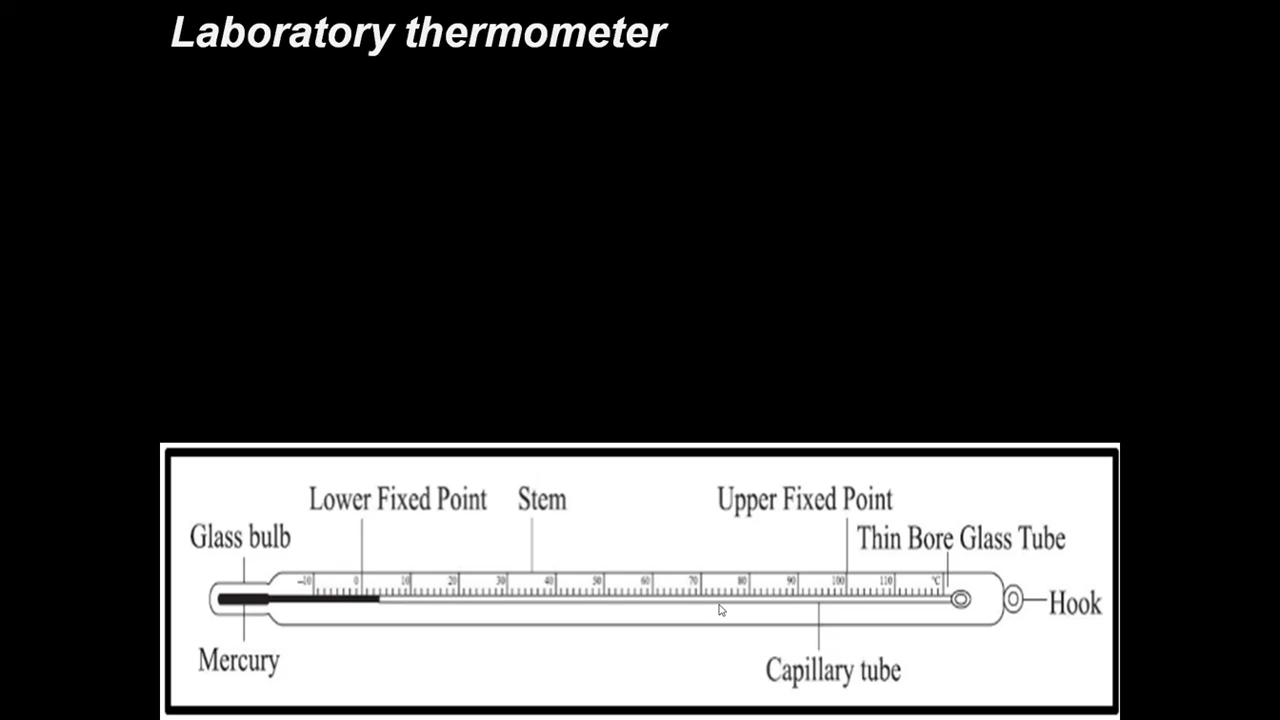 Laboratory thermometer
Lower Fixed Point Stem Upper Fixed Point
Glass bulb Thin Bore Glass Tube
-10 0 10 20 30 40 50 60 70 80 90 100 110 °C
Hook
Mercury Capillary tube